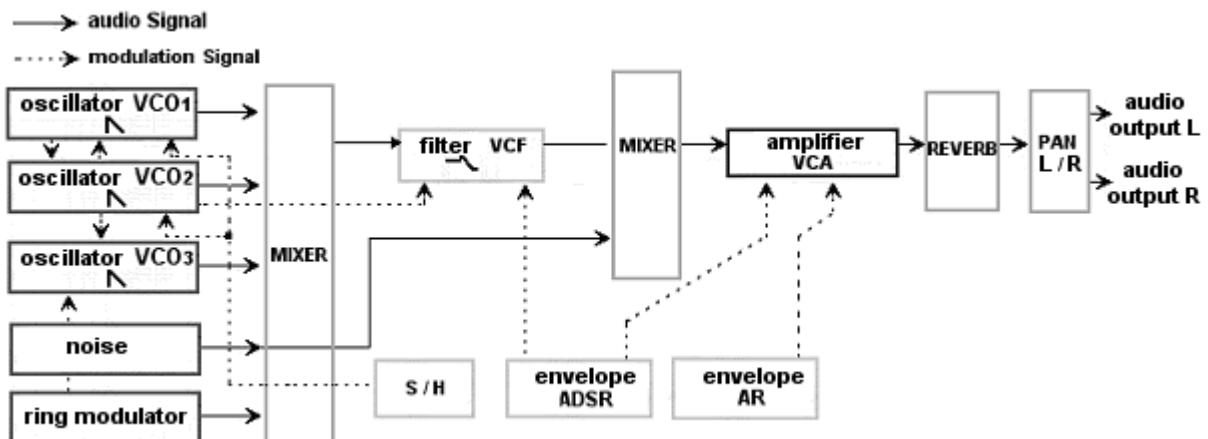 audio Signal
modulation Signal
oscillator VCO1
oscillator VCO2
oscillator VCO3
noise
ring modulator
MIXER
filter VCF
S / H
envelope
ADSR
envelope
AR
MIXER
amplifier
VCA
REVERB
PAN
L / R
audio
output L
audio
output R